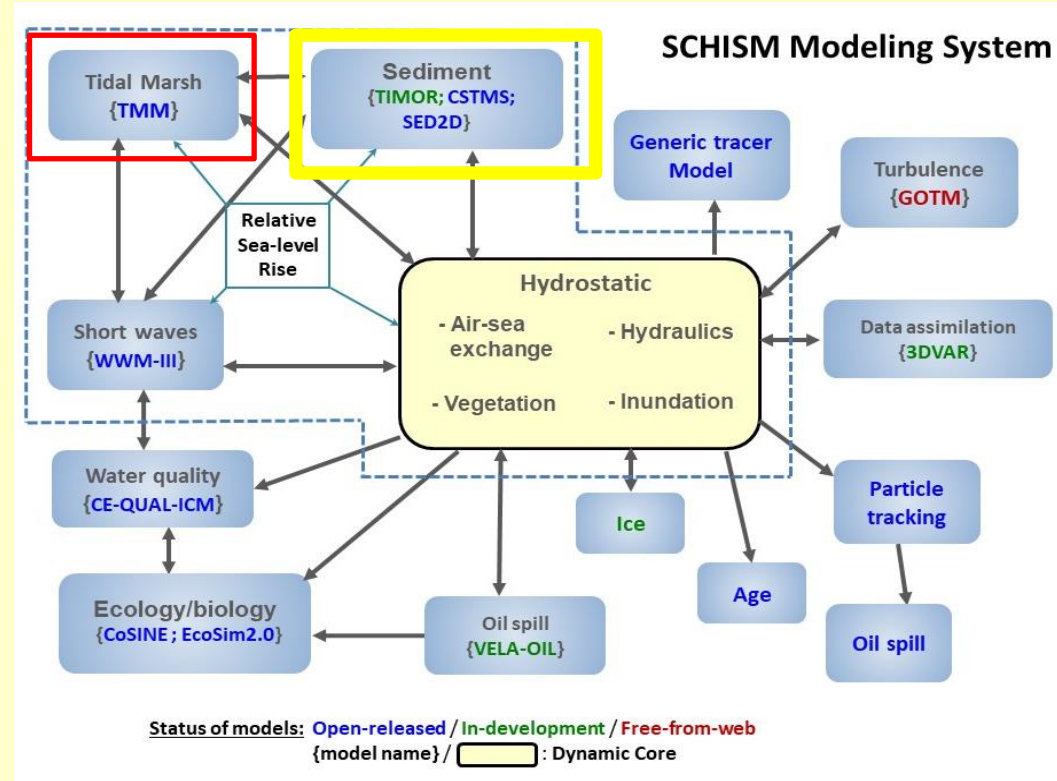 SCHISM Modeling System
Tidal Marsh
{TMM}
Sediment
{TIMOR; CSTMS;
SED2D}
Generic tracer
Model
Turbulence
{GOTM}
Relative
Sea-level
Rise
Hydrostatic
- Air-sea
exchange
- Hydraulics
- Vegetation
- Inundation
Short waves
{WWM-III}
Data assimilation
{3DVAR}
Water quality
{CE-QUAL-ICM}
Ice
Particle
tracking
Age
Ecology/biology
{CoSINE ; EcoSim2.0}
Oil spill
{VELA-OIL}
Oil spill
Status of models: Open-released / In-development / Free-from-web
{model name} / : Dynamic Core